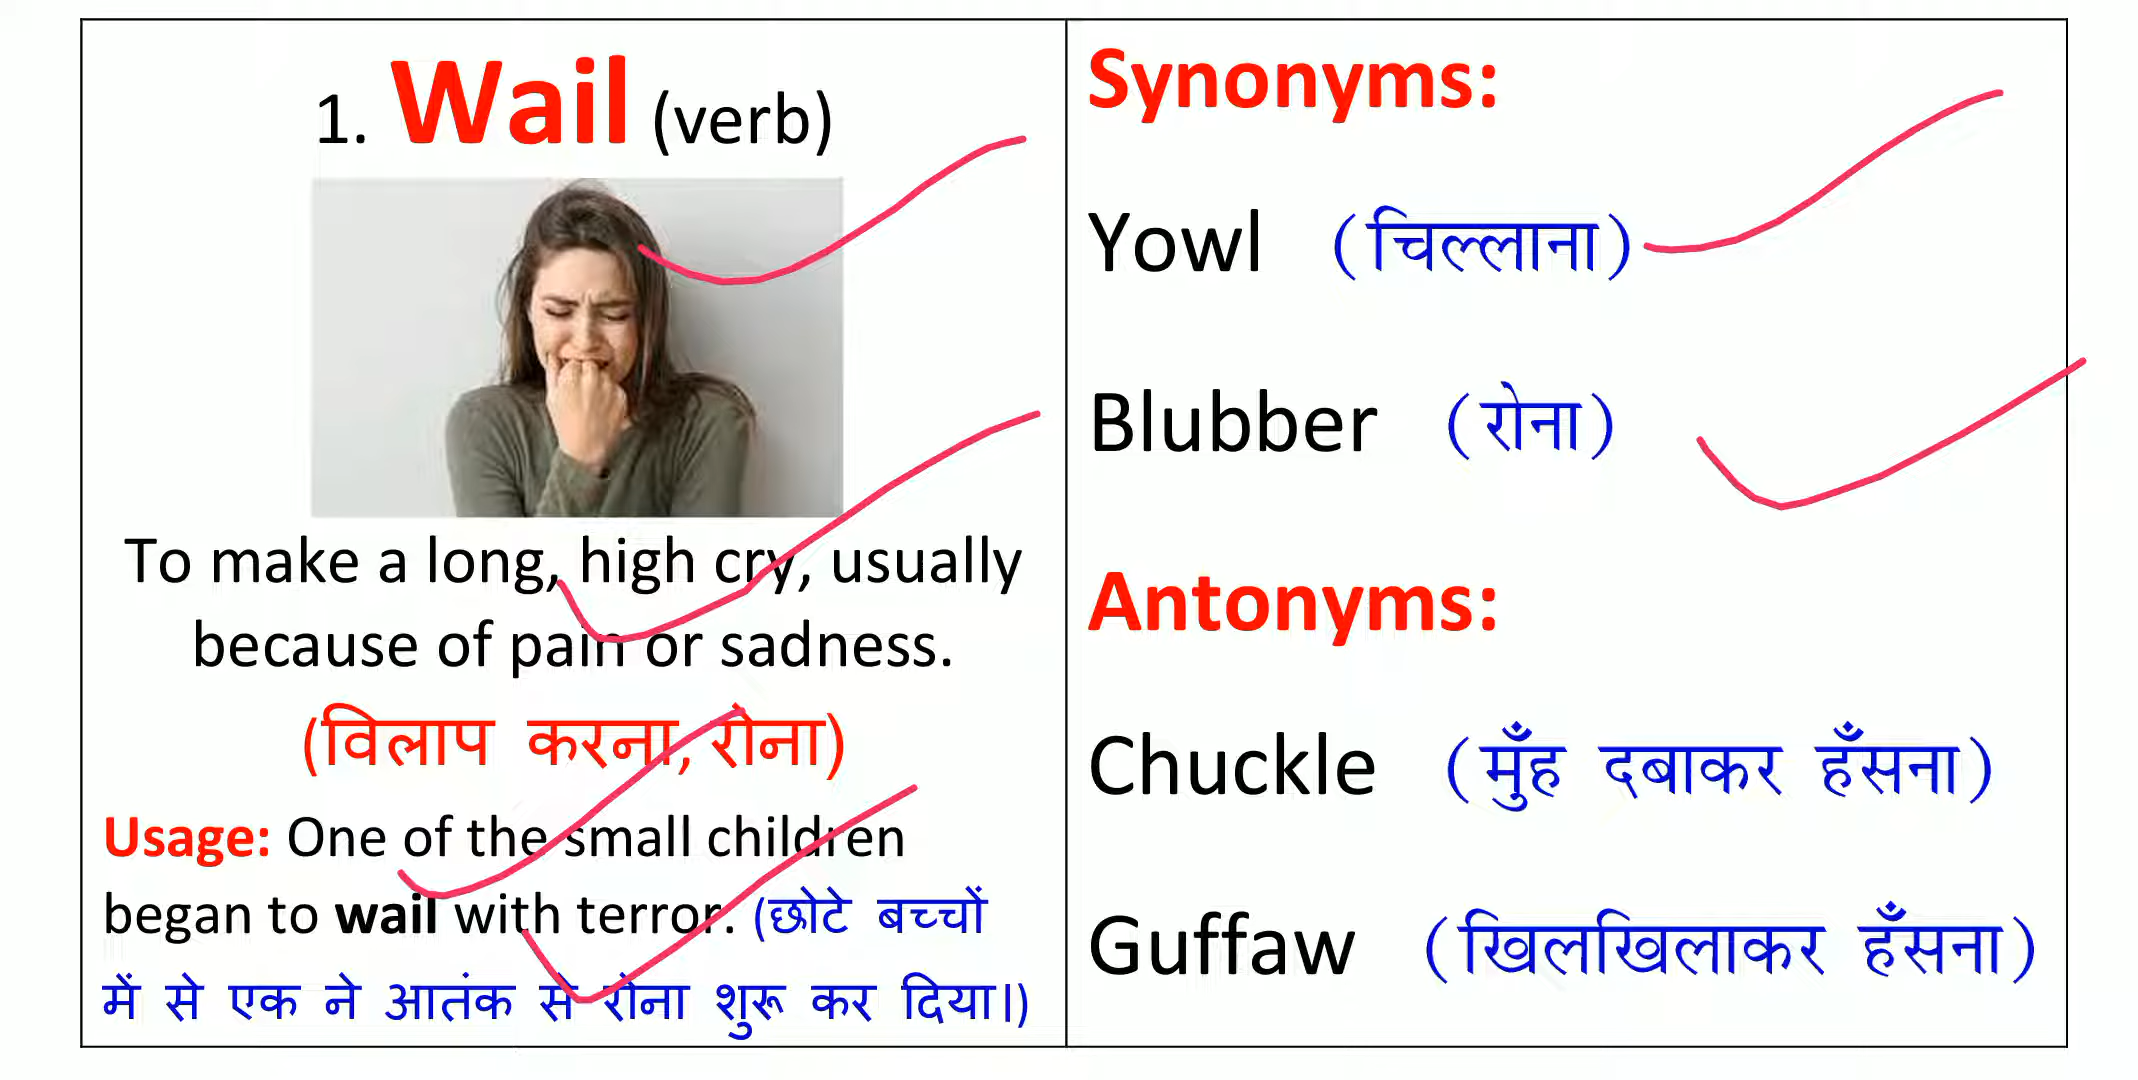 1. Wail (verb)
To make a long, high cry, usually
because of pain or sadness.
(विलाप करना, रोना)
Usage: One of the small children
began to wail with terror. (छोटे बच्चों
में से एक ने आतंक से रोना शुरू कर दिया।)
Synonyms:
Yowl (चिल्लाना)
Blubber (रोना)
Antonyms:
Chuckle (मुँह दबाकर हँसना)
Guffaw (खिलखिलाकर हँसना)